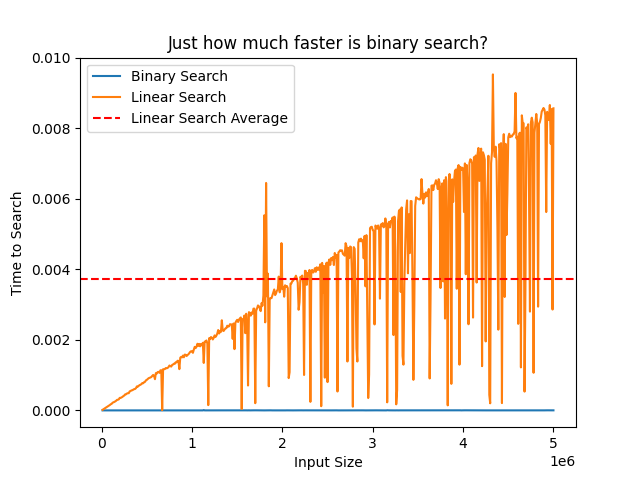 Just how much faster is binary search?
0.010
0.008
0.006
0.004
0.002
0.000
Time to Search
Binary Search
Linear Search
Linear Search Average
0 1 2 3 4 5
1e6
Input Size